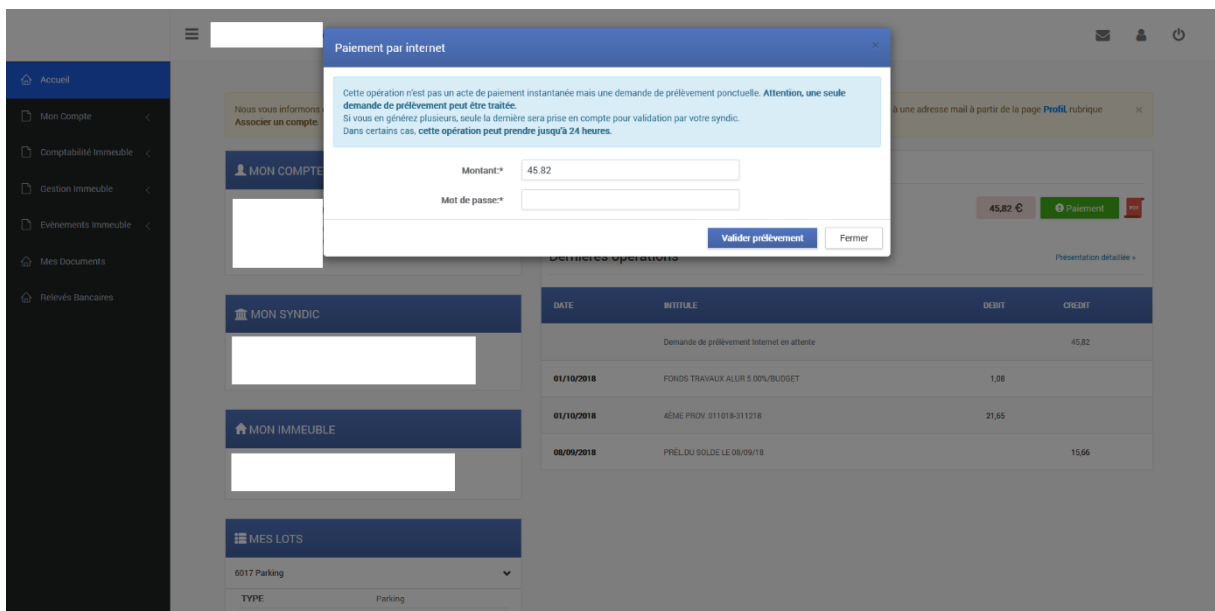 Paiement par internet
×
Accueil
Cette opération n'est pas un acte de paiement instantanée mais une demande de prélèvement ponctuelle. Attention, une seule
demande de prélèvement peut être traitée.
Si vous en générez plusieurs, seule la dernière sera prise en compte pour validation par votre syndic.
Dans certains cas, cette opération peut prendre jusqu'à 24 heures.
Nous vous informons
à une adresse mail à partir de la page Profil, rubrique
×
Associer un compte.
Mon Compte
Comptabilité Immeuble
MON COMPTE
Montant:*
45.82
Gestion Immeuble
Mot de passe:*
45,82 €
Paiement
PDF
Evènements Immeuble
Valider prélèvement
Fermer
Mes Documents
Dernières opérations
Présentation détaillée »
Relevés Bancaires
MON SYNDIC
DATE
INTITULE
DEBIT
CREDIT
Demande de prélèvement Internet en attente
45,82
01/10/2018
FONDS TRAVAUX ALUR 5.00%/BUDGET
1,08
01/10/2018
4EME PROV. 011018-311218
21,65
MON IMMEUBLE
08/09/2018
PRÉL.DU SOLDE LE 08/09/18
15,66
MES LOTS
6017 Parking
TYPE
Parking